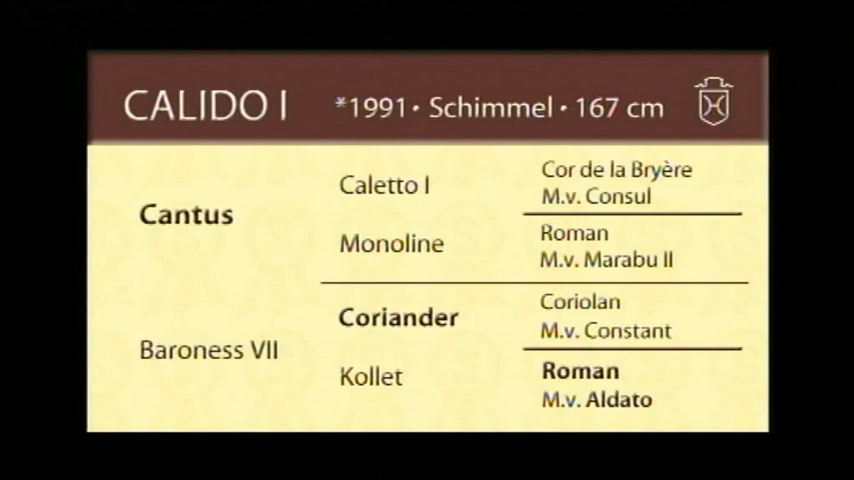 CALIDO I *1991 · Schimmel · 167 cm
Cantus
Caletto I
Cor de la Bryère
M.v. Consul
Monoline
Roman
M.v. Marabu II
Baroness VII
Coriander
Coriolan
M.v. Constant
Kollet
Roman
M.v. Aldato